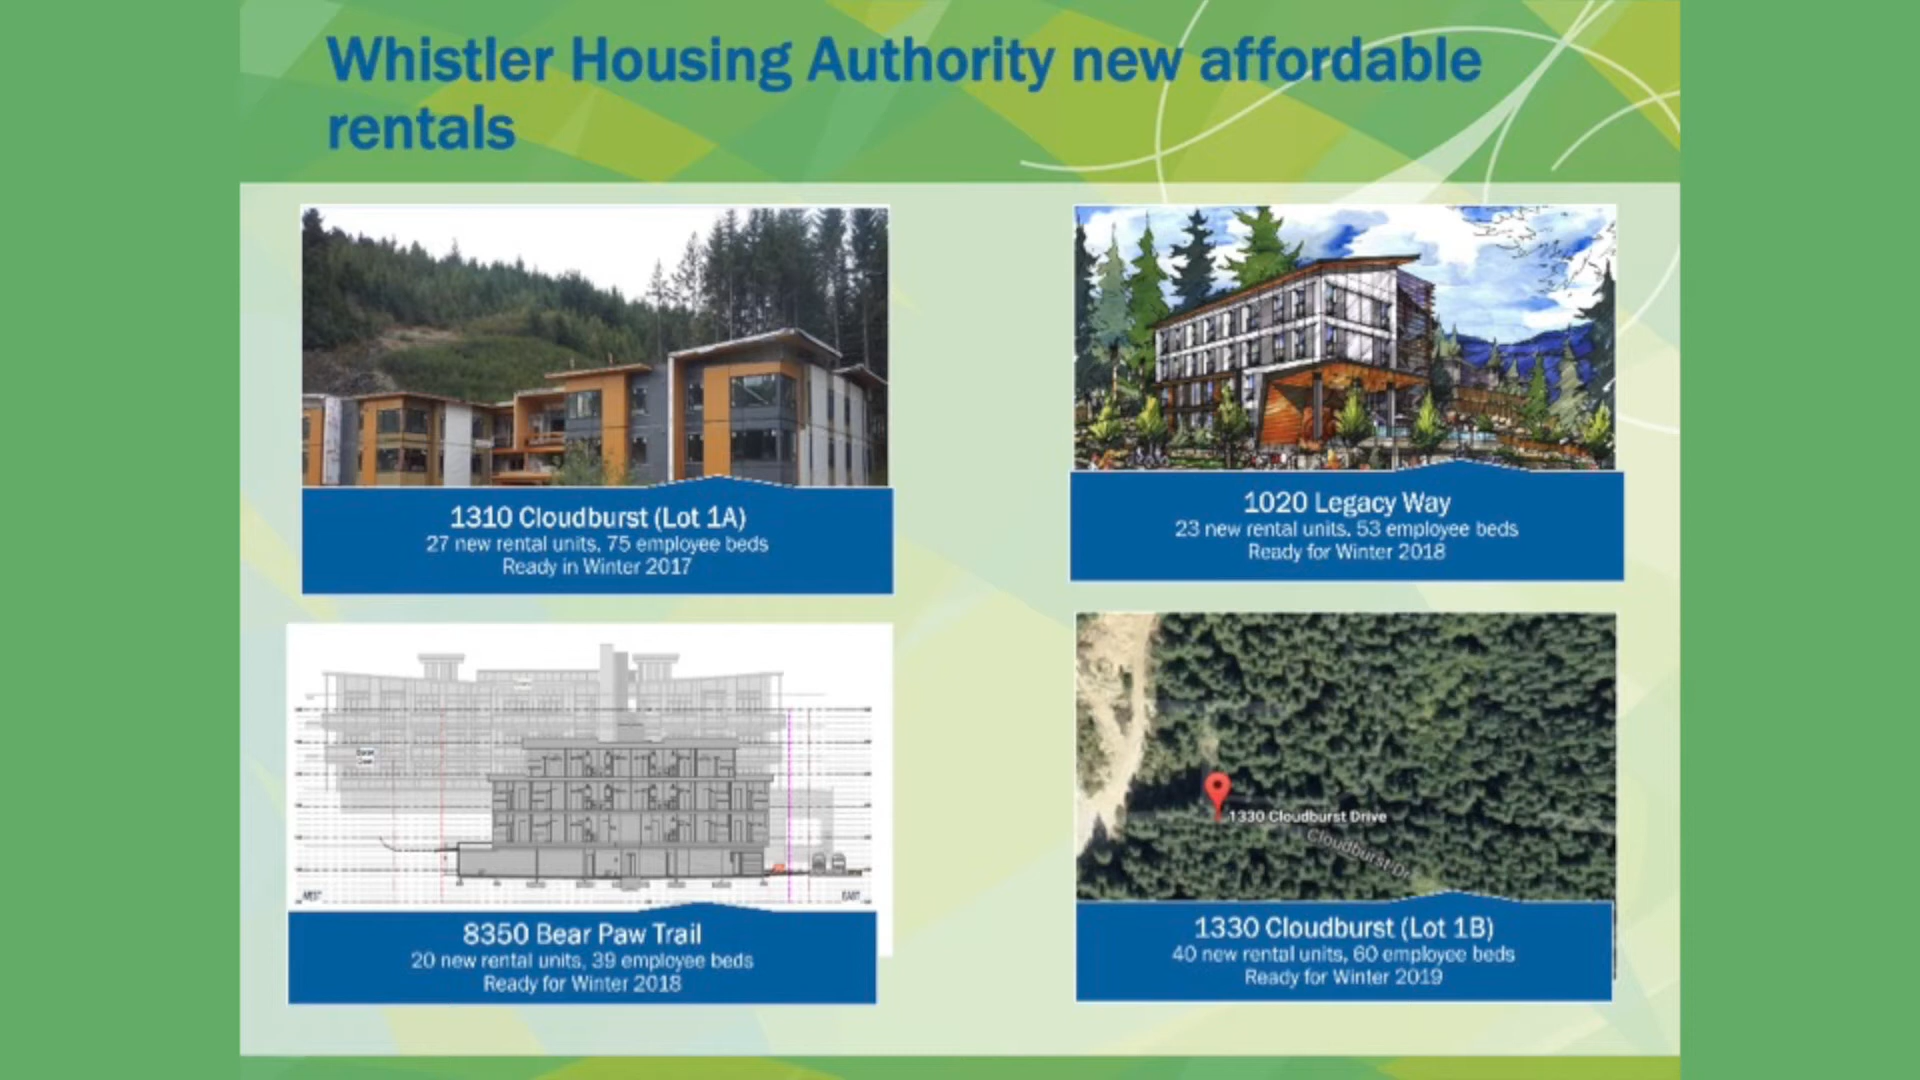 Whistler Housing Authority new affordable
rentals
1310 Cloudburst (Lot 1A)
27 new rental units, 75 employee beds
Ready in Winter 2017
1020 Legacy Way
23 new rental units, 53 employee beds
Ready for Winter 2018
WEST
EAST
8350 Bear Paw Trail
20 new rental units, 39 employee beds
Ready for Winter 2018
1330 Cloudburst Drive
Cloudburst Dr
1330 Cloudburst (Lot 1B)
40 new rental units, 60 employee beds
Ready for Winter 2019